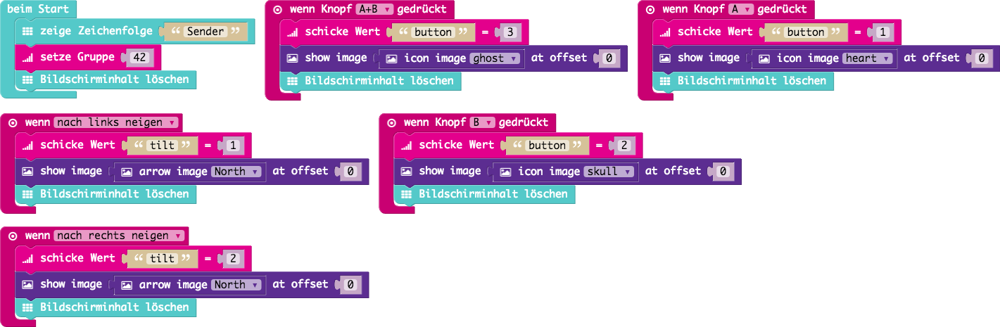 beim Start
zeige Zeichenfolge “ Sender ”
setze Gruppe 42
Bildschirminhalt löschen
wenn Knopf A+B gedrückt
schicke Wert “ button ” = 3
show image icon image ghost at offset 0
Bildschirminhalt löschen
wenn Knopf A gedrückt
schicke Wert “ button ” = 1
show image icon image heart at offset 0
Bildschirminhalt löschen
wenn nach links neigen
schicke Wert “ tilt ” = 1
show image arrow image North at offset 0
Bildschirminhalt löschen
wenn Knopf B gedrückt
schicke Wert “ button ” = 2
show image icon image skull at offset 0
Bildschirminhalt löschen
wenn nach rechts neigen
schicke Wert “ tilt ” = 2
show image arrow image North at offset 0
Bildschirminhalt löschen